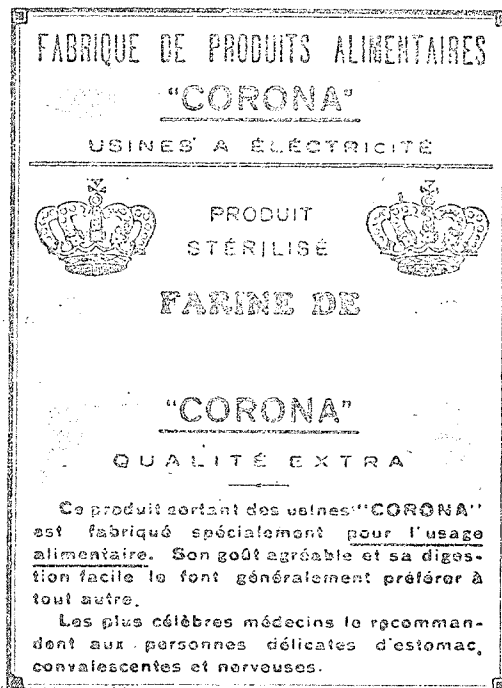 FABRIQUE DE PRODUITS ALIMENTAIRES
"CORONA"
USINES A ÉLÉCTRICITÉ
PRODUIT
STÉRILISÉ
FARINE DE
"CORONA"
QUALITÉ EXTRA
Ce produit sortant des usines "CORONA"
est fabriqué spécialement pour l'usage
alimentaire. Son goût agréable et sa diges-
tion facile le font généralement préférer à
tout autre.
Les plus célèbres médecins le recomman-
dent aux personnes délicates d'estomac,
convalescentes et nerveuses.